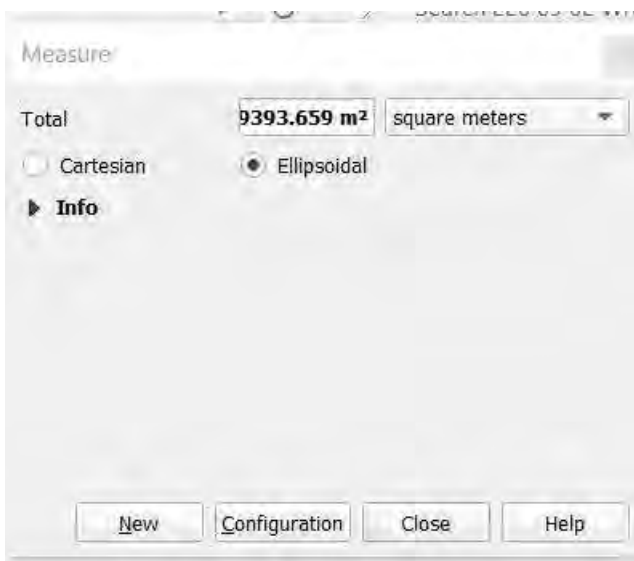 Measure
Total 9393.659 m² square meters
Cartesian Ellipsoidal
Info
New Configuration Close Help